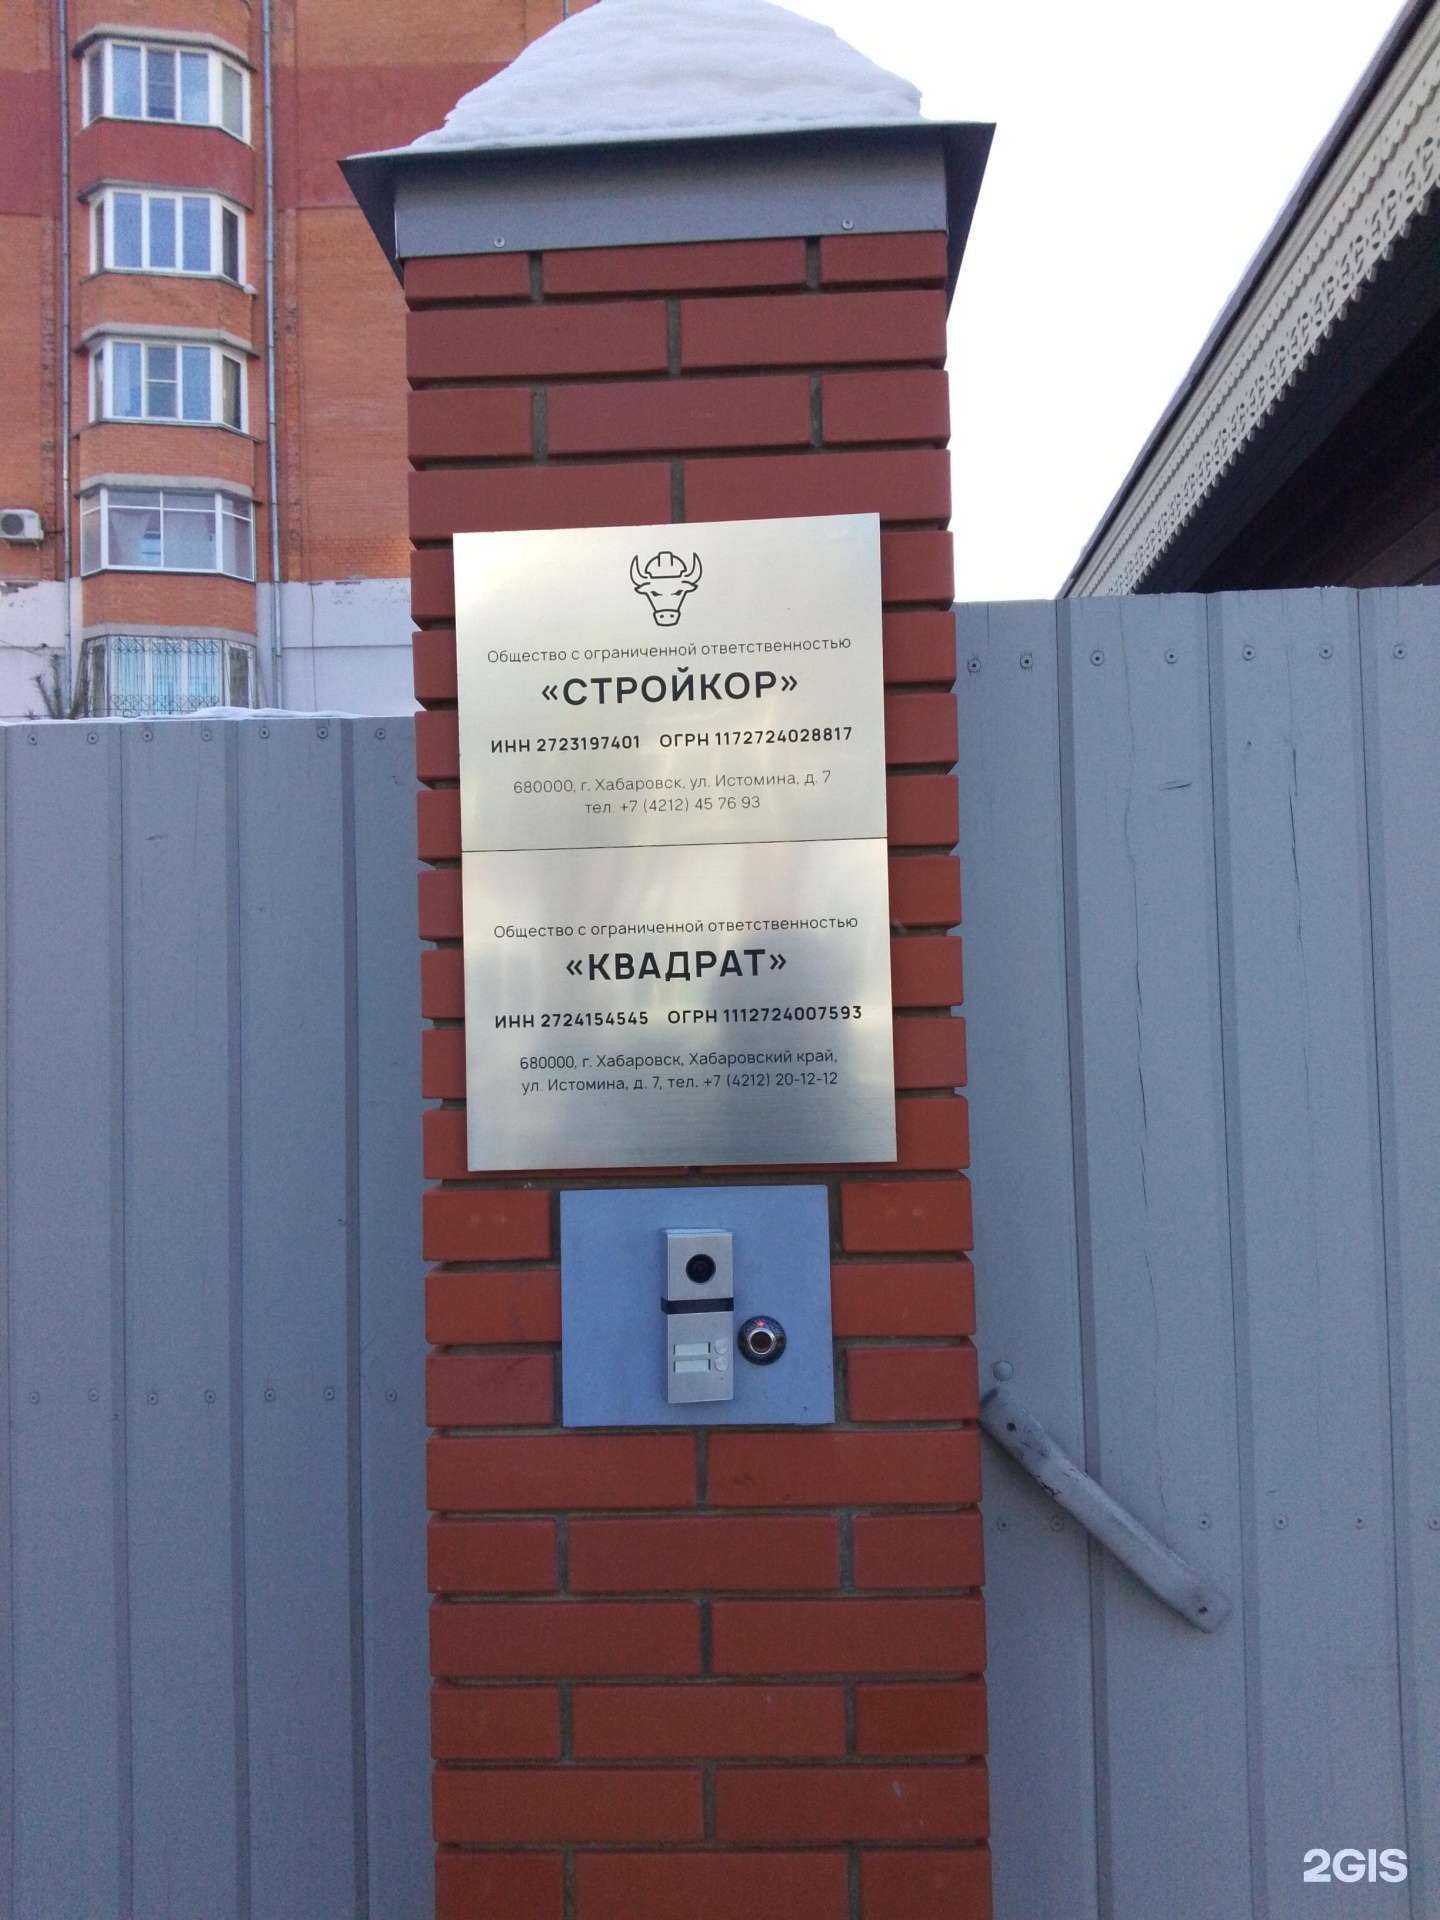 Общество с ограниченной ответственностью
«СТРОЙКОР»
ИНН 2723197401 ОГРН 1172724028817
680000, г. Хабаровск, ул. Истомина, д. 7
тел. +7 (4212) 45 76 93
Общество с ограниченной ответственностью
«КВАДРАТ»
ИНН 2724154545 ОГРН 1112724007593
680000, г. Хабаровск, Хабаровский край,
ул. Истомина, д. 7, тел. +7 (4212) 20-12-12
2GIS